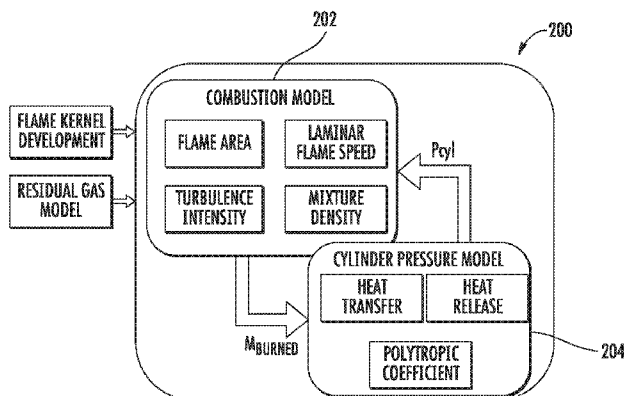 202
200
COMBUSTION MODEL
FLAME KERNEL
DEVELOPMENT
FLAME AREA
LAMINAR
FLAME SPEED
Pcyl
RESIDUAL GAS
MODEL
TURBULENCE
INTENSITY
MIXTURE
DENSITY
CYLINDER PRESSURE MODEL
HEAT
TRANSFER
HEAT
RELEASE
MBURNED
POLYTROPIC
COEFFICIENT
204